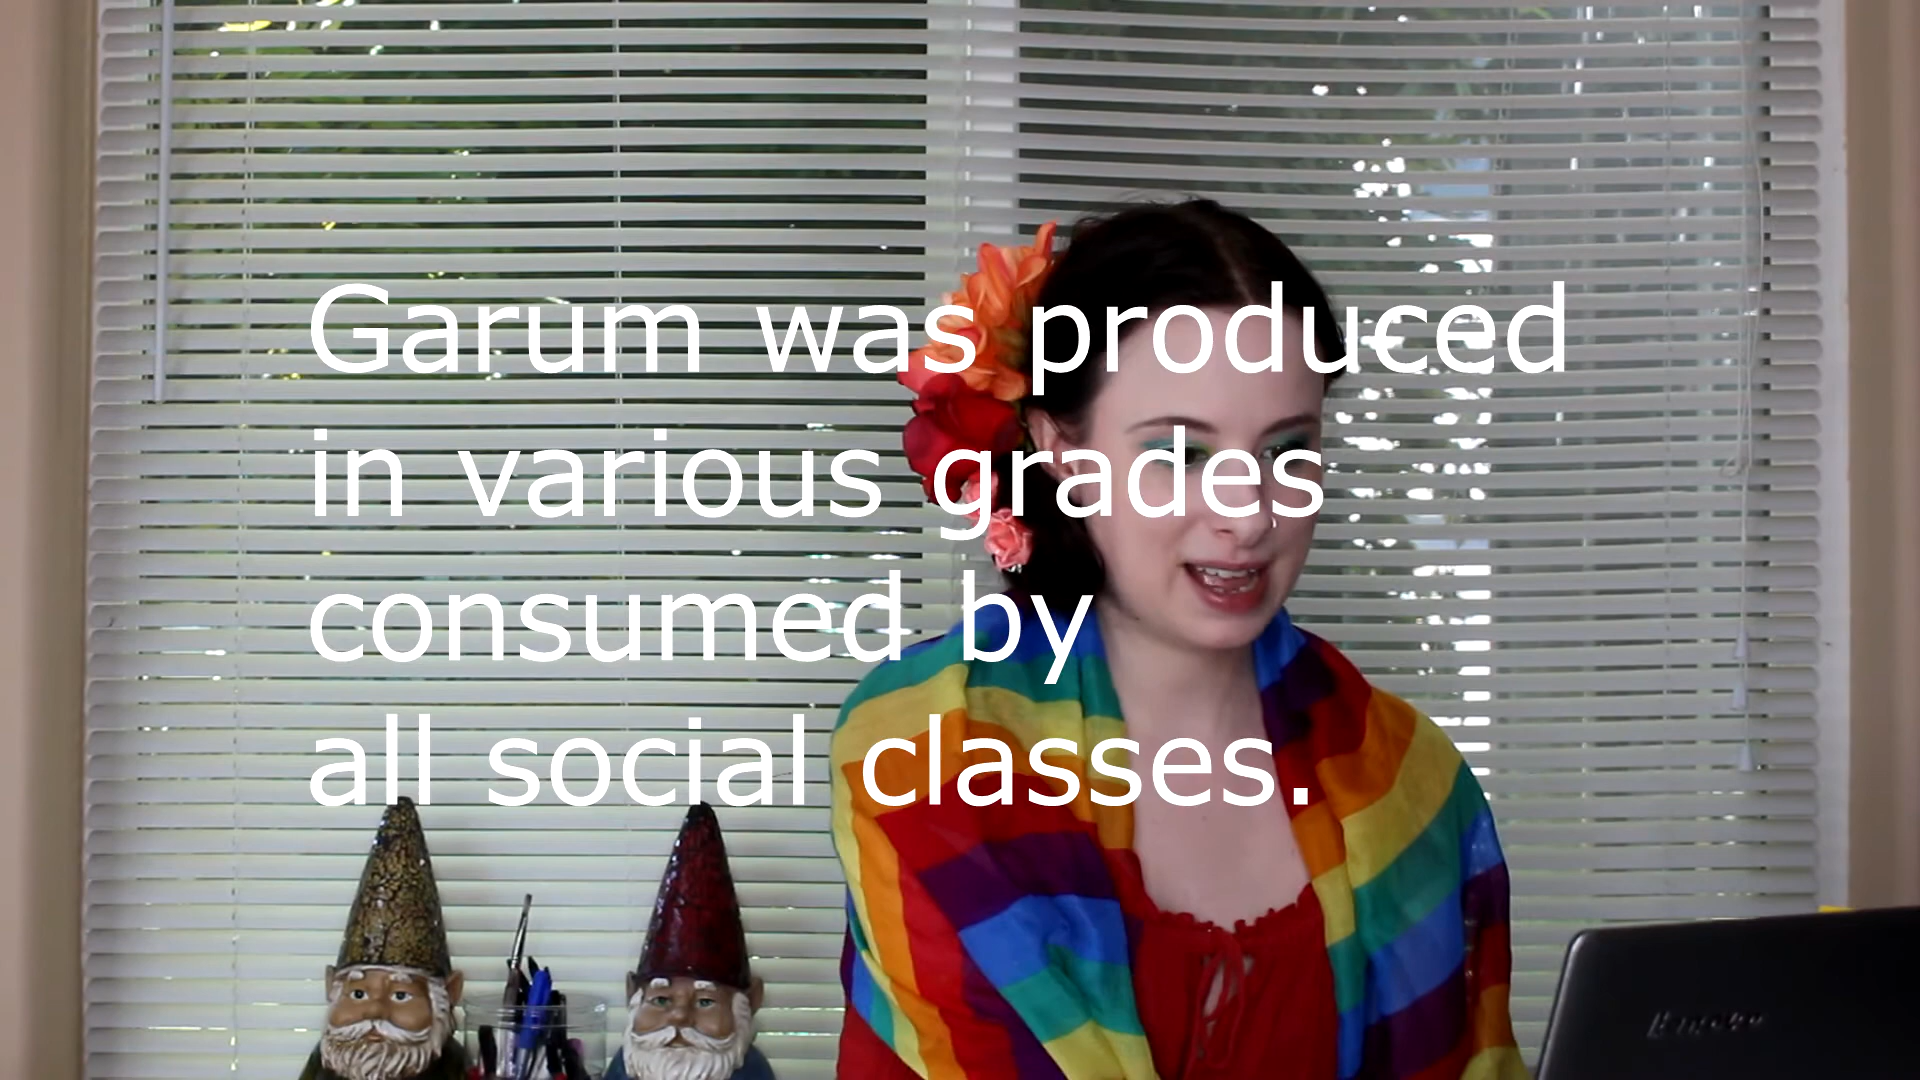 Garum was produced
in various grades
consumed by
all social classes.